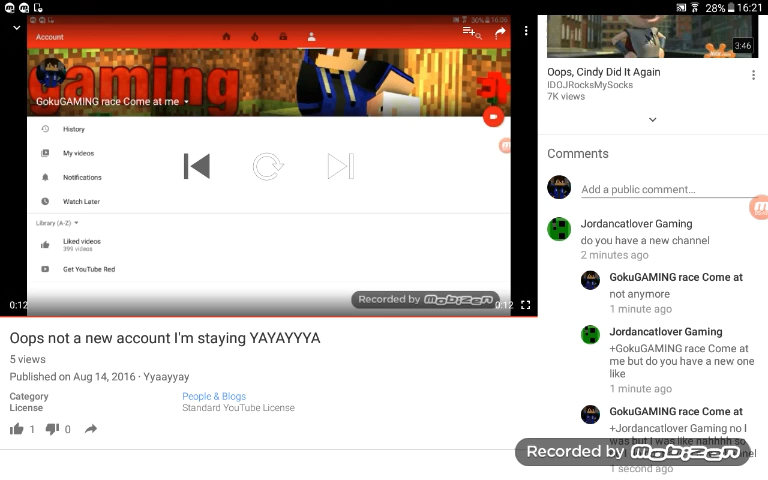 28% 16:21
30% 16:06
Account
gaming
GokuGAMING race Come at me
History
My videos
Notifications
Watch Later
Library (A-Z)
Liked videos
399 videos
Get YouTube Red
Recorded by mobizen
0:12
0:12
Oops not a new account I'm staying YAYAYYYA
5 views
Published on Aug 14, 2016 · Yyaayyay
Category People & Blogs
License Standard YouTube License
1 0
3:46
Oops, Cindy Did It Again
IDOJRocksMySocks
7K views
Comments
Add a public comment...
Jordancatlover Gaming
do you have a new channel
2 minutes ago
GokuGAMING race Come at
not anymore
1 minute ago
Jordancatlover Gaming
+GokuGAMING race Come at
me but do you have a new one
like
1 minute ago
GokuGAMING race Come at
+Jordancatlover Gaming no I
was but I was like nahhhh so
Recorded by mobizen
1 second ago